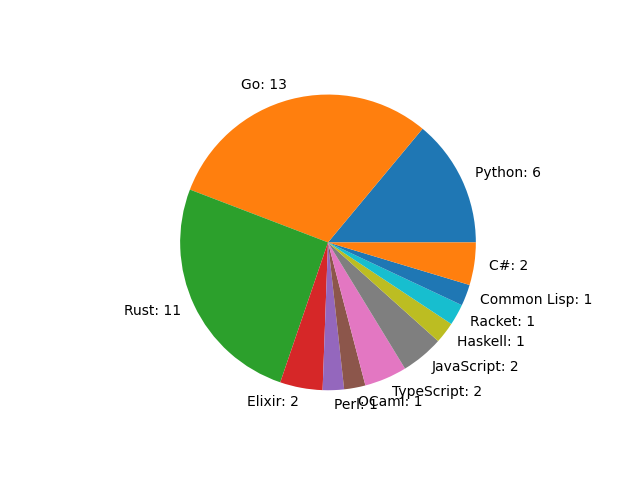 Go: 13
Python: 6
C#: 2
Common Lisp: 1
Rust: 11
Racket: 1
Haskell: 1
JavaScript: 2
TypeScript: 2
Elixir: 2
Perl: 1
OCaml: 1